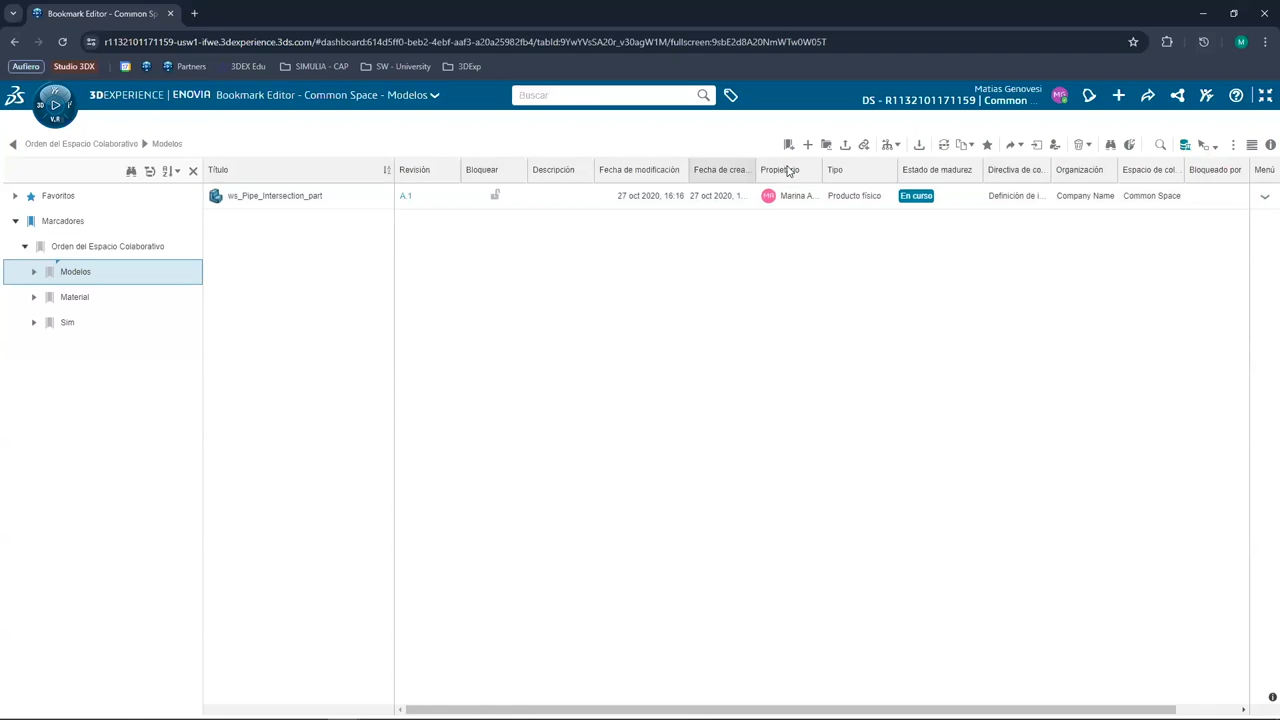 Bookmark Editor - Common Sp
r1132101171159-usw1-ifwe.3dexperience.3ds.com/#dashboard:614d5ff0-beb2-4ebf-aaf3-a20a25982fb4/tabId:9YwYVsSA20r_v30agW1M/fullscreen:9sbE2d8A20NmWTw0W05T
M
Aufiero Studio 3DX Partners 3DEX Edu SIMULIA - CAP SW - University 3DExp
3DEXPERIENCE | ENOVIA Bookmark Editor - Common Space - Modelos
Buscar
Matias Genovesi
DS - R1132101171159 | Common ...
3D
V.R
Orden del Espacio Colaborativo Modelos
Título Revisión Bloquear Descripción Fecha de modificación Fecha de crea... Tipo Estado de madurez Directiva de co... Organización Espacio de col... Bloqueado por Menú
Favoritos
ws_Pipe_Intersection_part A.1 27 oct 2020, 16:16 27 oct 2020, 1... Marina A... Producto físico En curso Definición de i... Company Name Common Space
Marcadores
Orden del Espacio Colaborativo
Modelos
Material
Sim